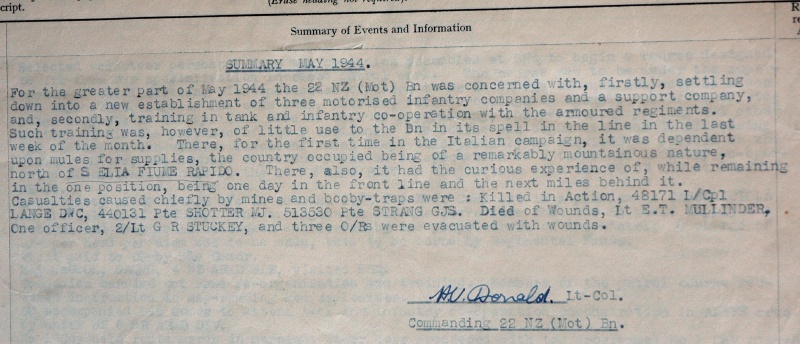 cript.
(Erase heading not required).
Summary of Events and Information
SUMMARY MAY 1944.
For the greater part of May 1944 the 22 NZ (Mot) Bn was concerned with, firstly, settling
down into a new establishment of three motorised infantry companies and a support company,
and, secondly, training in tank and infantry co-operation with the armoured regiments.
Such training was, however, of little use to the Bn in its spell in the line in the last
week of the month. There, for the first time in the Italian campaign, it was dependent
upon mules for supplies, the country occupied being of a remarkably mountainous nature,
north of S ELIA FIUME RAPIDO. There, also, it had the curious experience of, while remaining
in the one position, being one day in the front line and the next miles behind it.
Casualties caused chiefly by mines and booby-traps were : Killed in Action, 48171 L/Cpl
LANGE DWC, 440131 Pte SHOTTER MJ. 513530 Pte STRANG GJS. Died of Wounds, Lt E.T. MULLINDER,
One officer, 2/Lt G R STUCKEY, and three O/Rs were evacuated with wounds.
Donald. Lt-Col.
Commanding 22 NZ (Mot) Bn.